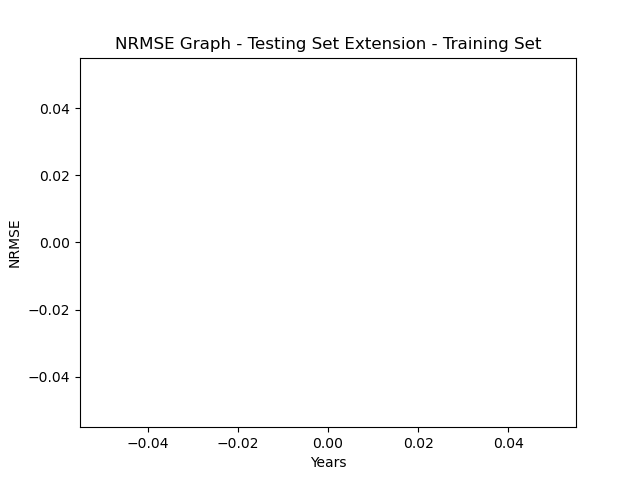 NRMSE Graph - Testing Set Extension - Training Set
0.04
0.02
0.00
−0.02
−0.04
NRMSE
−0.04 −0.02 0.00 0.02 0.04
Years